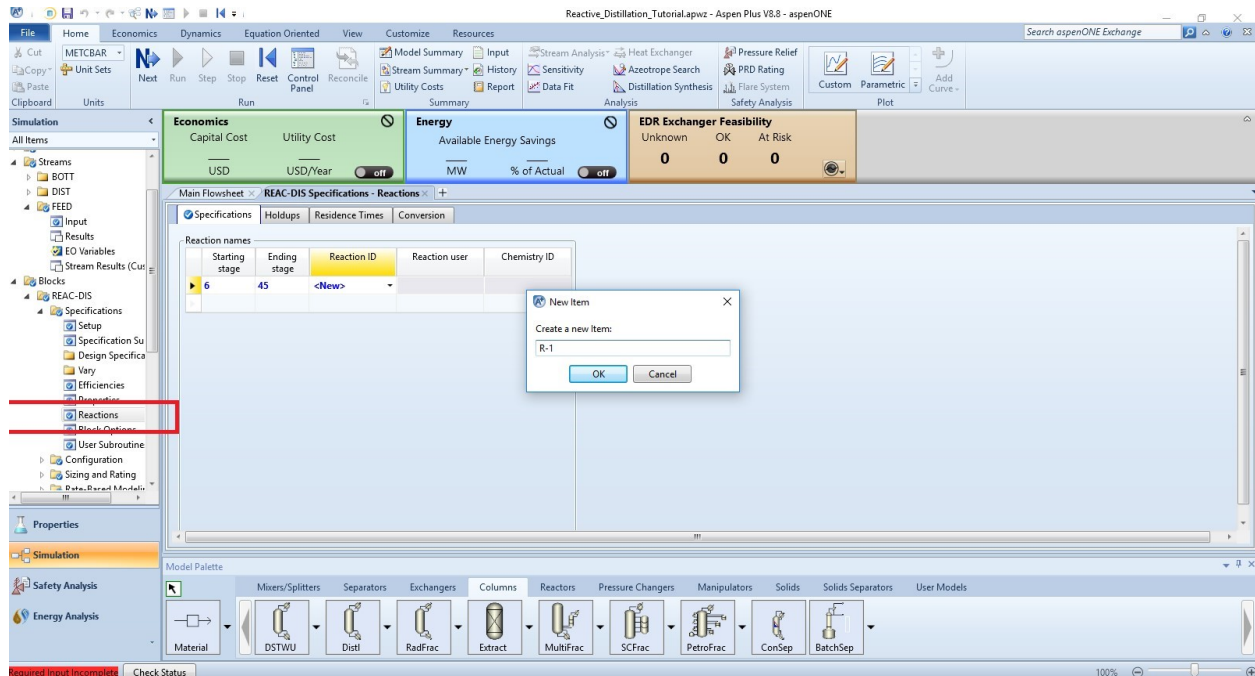 Reactive_Distillation_Tutorial.apwz - Aspen Plus V8.8 - aspenONE
File Home Economics Dynamics Equation Oriented View Customize Resources Search aspenONE Exchange
Cut METCBAR Model Summary Input Stream Analysis Heat Exchanger Pressure Relief
Copy Unit Sets Next Run Step Stop Reset Control Panel Reconcile Stream Summary History Sensitivity Azeotrope Search PRD Rating Custom Parametric Add Curve
Paste Utility Costs Report Data Fit Distillation Synthesis Flare System
Clipboard Units Run Summary Analysis Safety Analysis Plot
Simulation
All Items
Economics
Capital Cost Utility Cost
USD USD/Year off
Energy
Available Energy Savings
MW % of Actual off
EDR Exchanger Feasibility
Unknown OK At Risk
0 0 0
Streams
BOTT
DIST
FEED
Input
Results
EO Variables
Stream Results (Cus
Blocks
REAC-DIS
Specifications
Setup
Specification Su
Design Specifica
Vary
Efficiencies
Properties
Reactions
Block Options
User Subroutine
Configuration
Sizing and Rating
Rate-Based Modelin
Properties
Simulation
Safety Analysis
Energy Analysis
Main Flowsheet REAC-DIS Specifications - Reactions +
Specifications Holdups Residence Times Conversion
Reaction names
Starting stage Ending stage Reaction ID Reaction user Chemistry ID
6 45 <New>
New Item
Create a new Item:
R-1
OK Cancel
Model Palette
Mixers/Splitters Separators Exchangers Columns Reactors Pressure Changers Manipulators Solids Solids Separators User Models
Material DSTWU Distl RadFrac Extract MultiFrac SCFrac PetroFrac ConSep BatchSep
Required Input Incomplete Check Status 100%